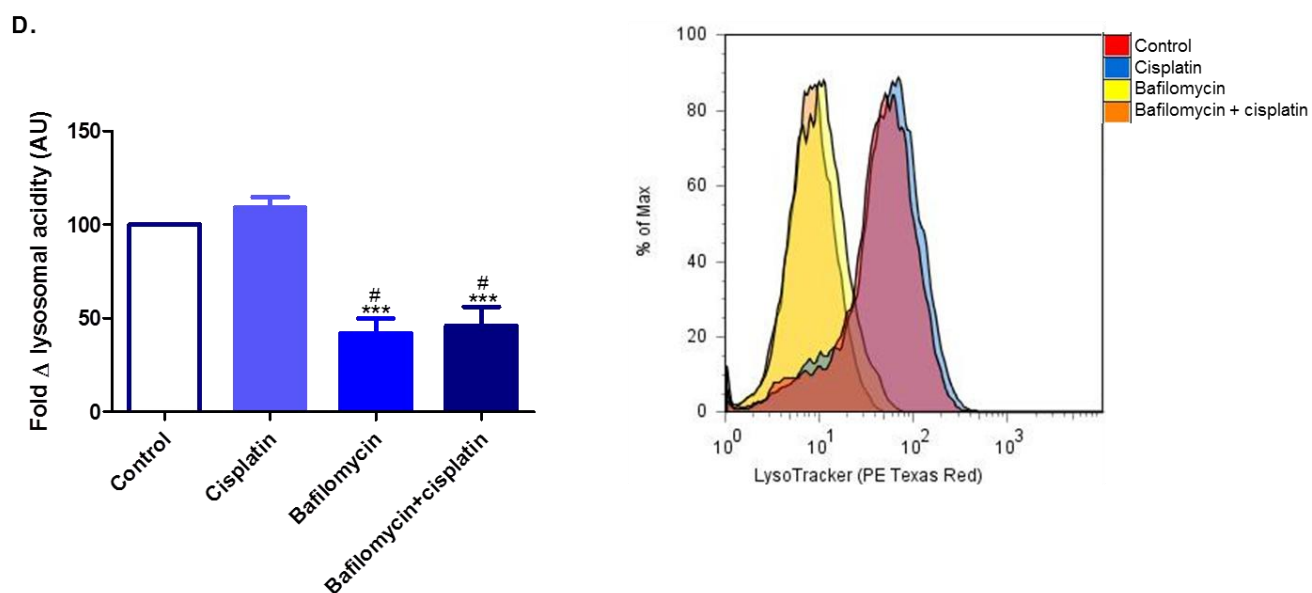 D.
Fold Δ lysosomal acidity (AU)
150
100
50
0
#
***
#
***
Control
Cisplatin
Bafilomycin
Bafilomycin+cisplatin
% of Max
100
80
60
40
20
0
10^0
10^1
10^2
10^3
LysoTracker (PE Texas Red)
Control
Cisplatin
Bafilomycin
Bafilomycin + cisplatin